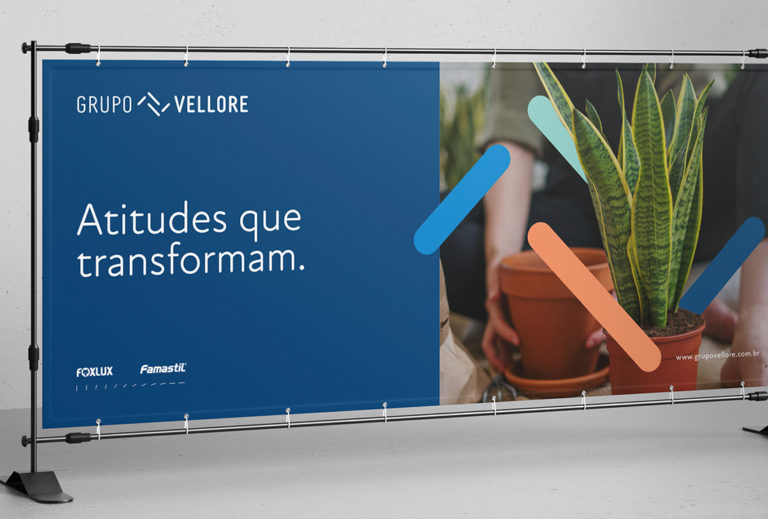 GRUPO VELLORE
Atitudes que
transformam.
FOXLUX Famastil
www.grupovellore.com.br